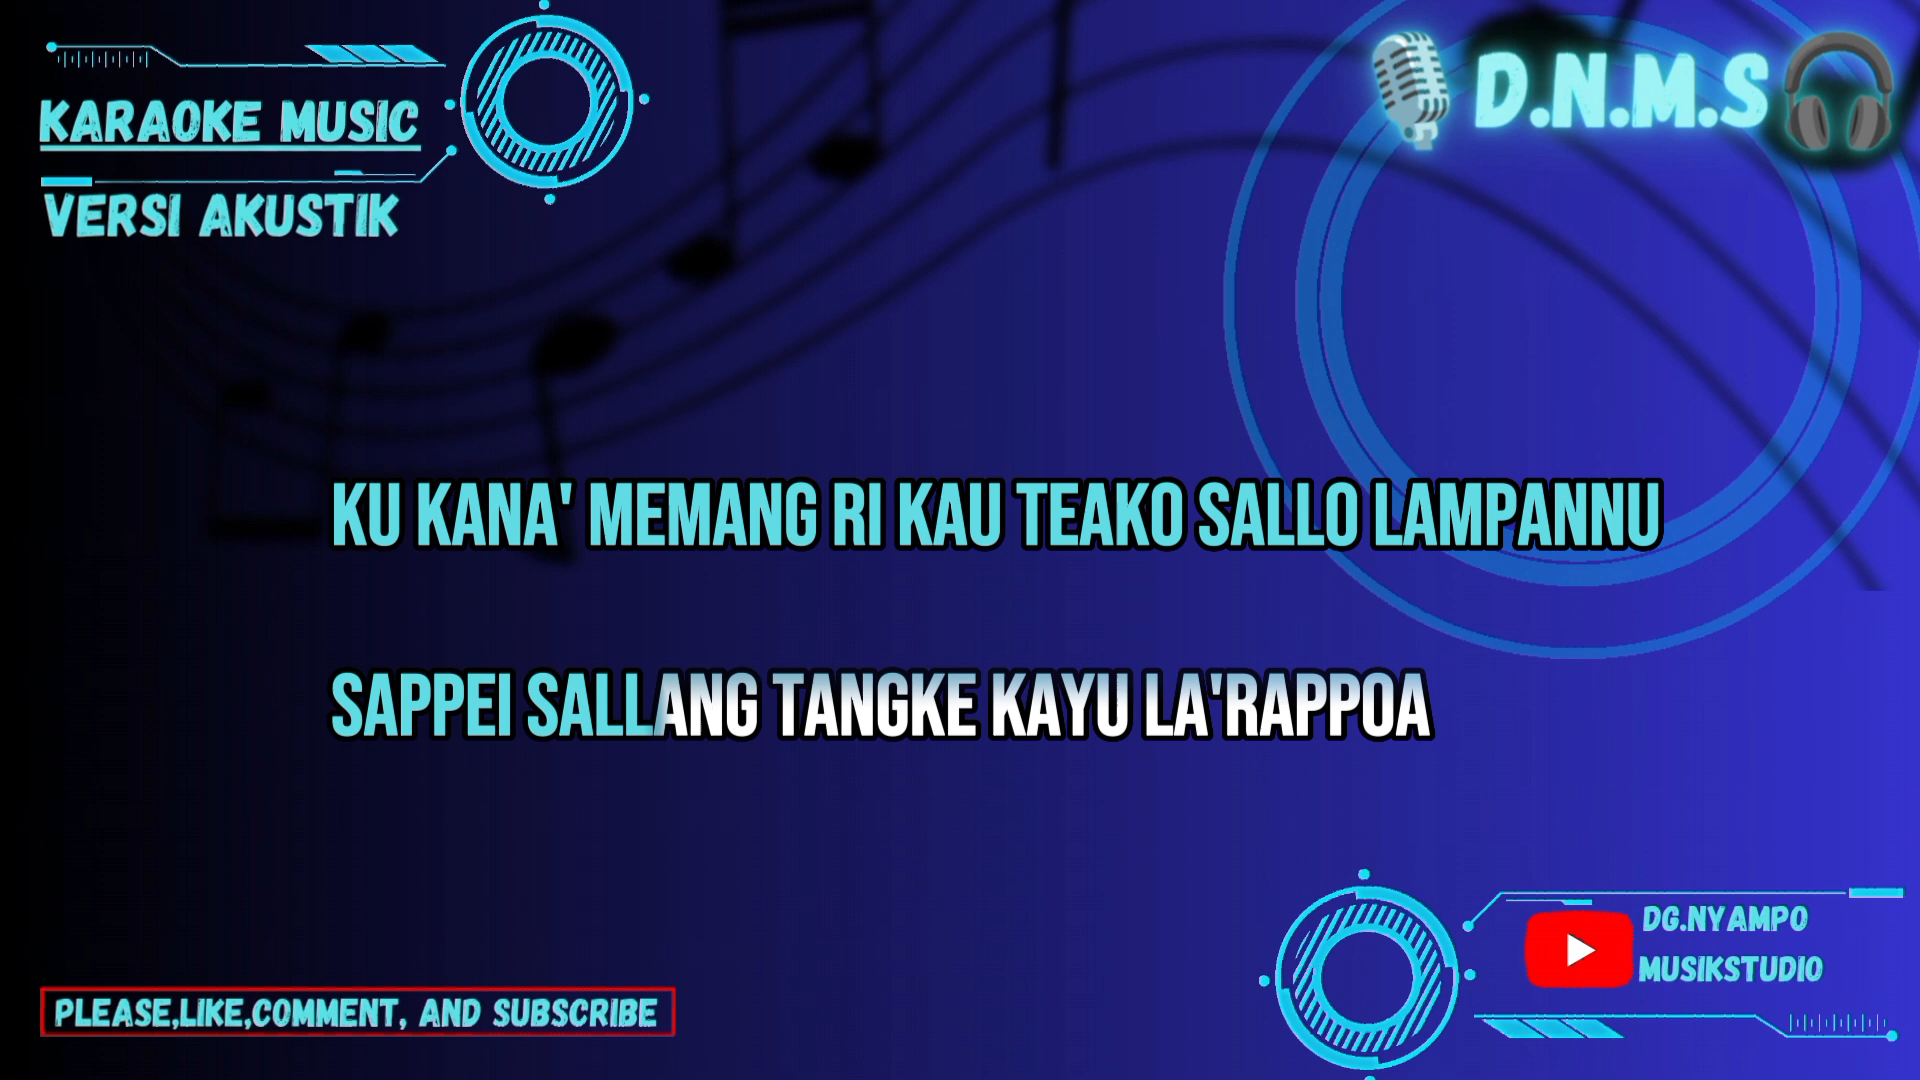 KARAOKE MUSIC
VERSI AKUSTIK
D.N.M.S
KU KANA' MEMANG RI KAU TEAKO SALLO LAMPANNU
SAPPEI SALLANG TANGKE KAYU LA'RAPPOA
DG.NYAMPO
MUSIKSTUDIO
PLEASE,LIKE,COMMENT, AND SUBSCRIBE